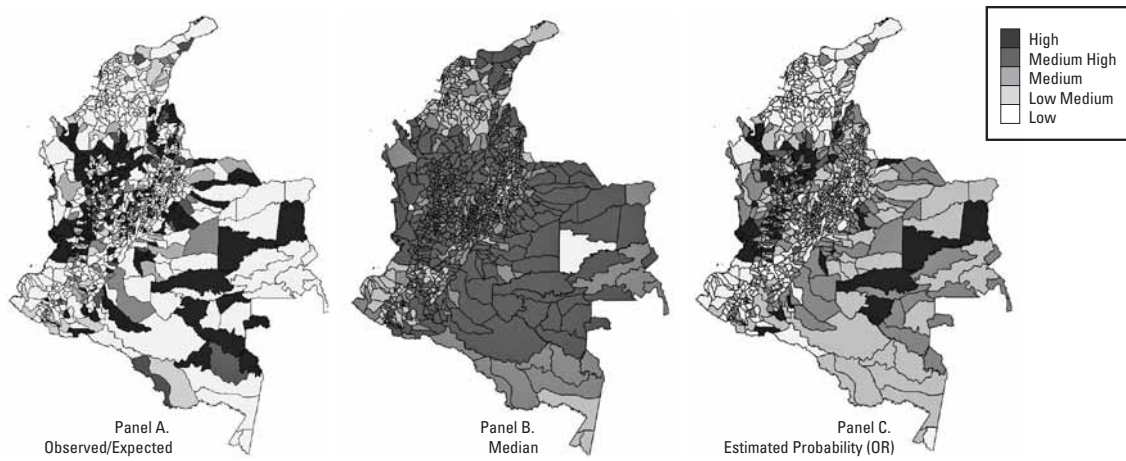 High
Medium High
Medium
Low Medium
Low
Panel A.
Observed/Expected
Panel B.
Median
Panel C.
Estimated Probability (OR)